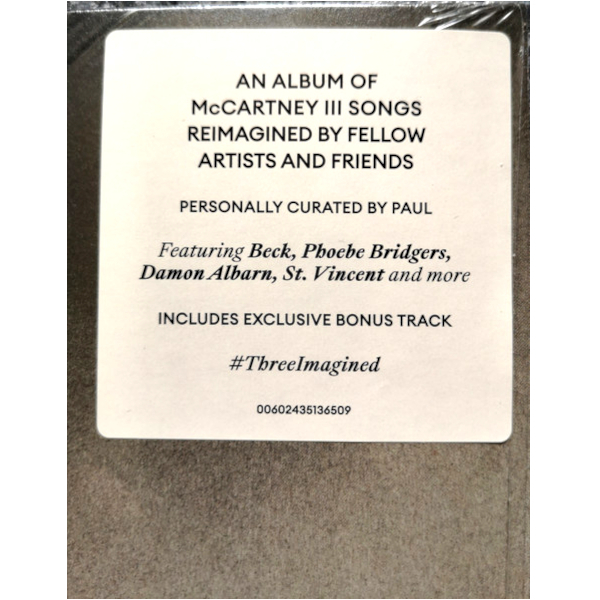 AN ALBUM OF
McCARTNEY III SONGS
REIMAGINED BY FELLOW
ARTISTS AND FRIENDS
PERSONALLY CURATED BY PAUL
Featuring Beck, Phoebe Bridgers,
Damon Albarn, St. Vincent and more
INCLUDES EXCLUSIVE BONUS TRACK
#ThreeImagined
00602435136509